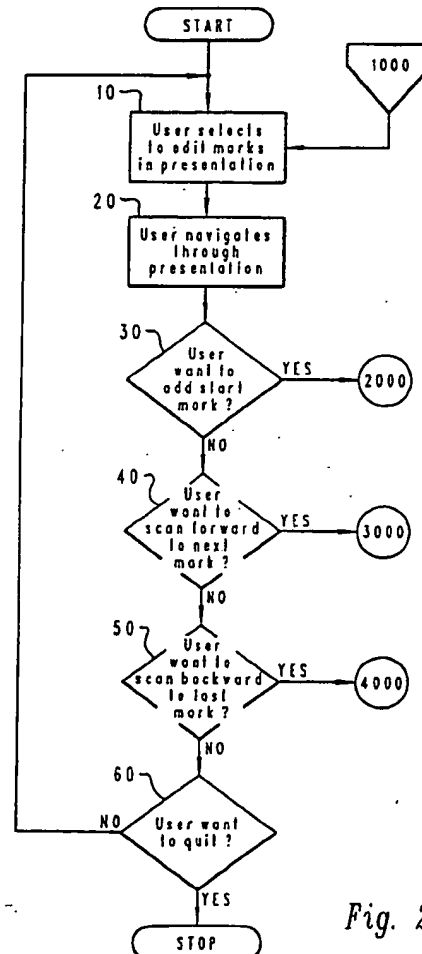 START
1000
10
User selects
to edit marks
in presentation
20
User navigates
through
presentation
30
User
want to
add start
mark ?
YES
2000
NO
40
User
want to
scan forward
to next
mark ?
YES
3000
NO
50
User
want to
scan backward
to last
mark ?
YES
4000
NO
60
NO
User want
to quit ?
YES
STOP
Fig. 2